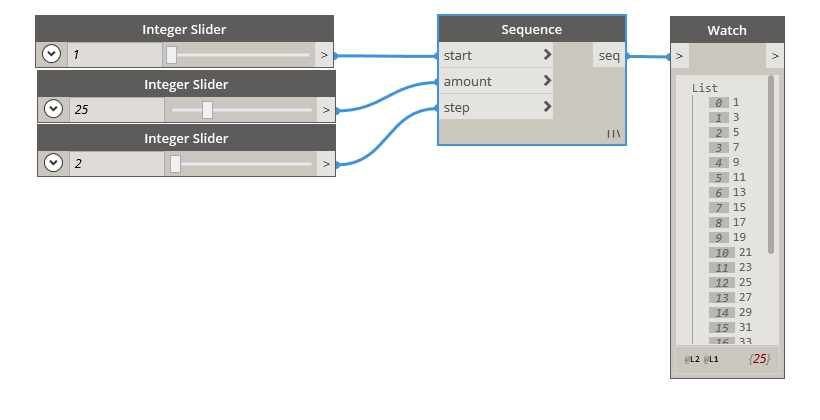 Integer Slider
1 >
Integer Slider
25 >
Integer Slider
2 >
Sequence
start > seq
amount >
step >
Watch
> >
List
0 1
1 3
2 5
3 7
4 9
5 11
6 13
7 15
8 17
9 19
10 21
11 23
12 25
13 27
14 29
15 31
16 33
@L2 @L1 {25}